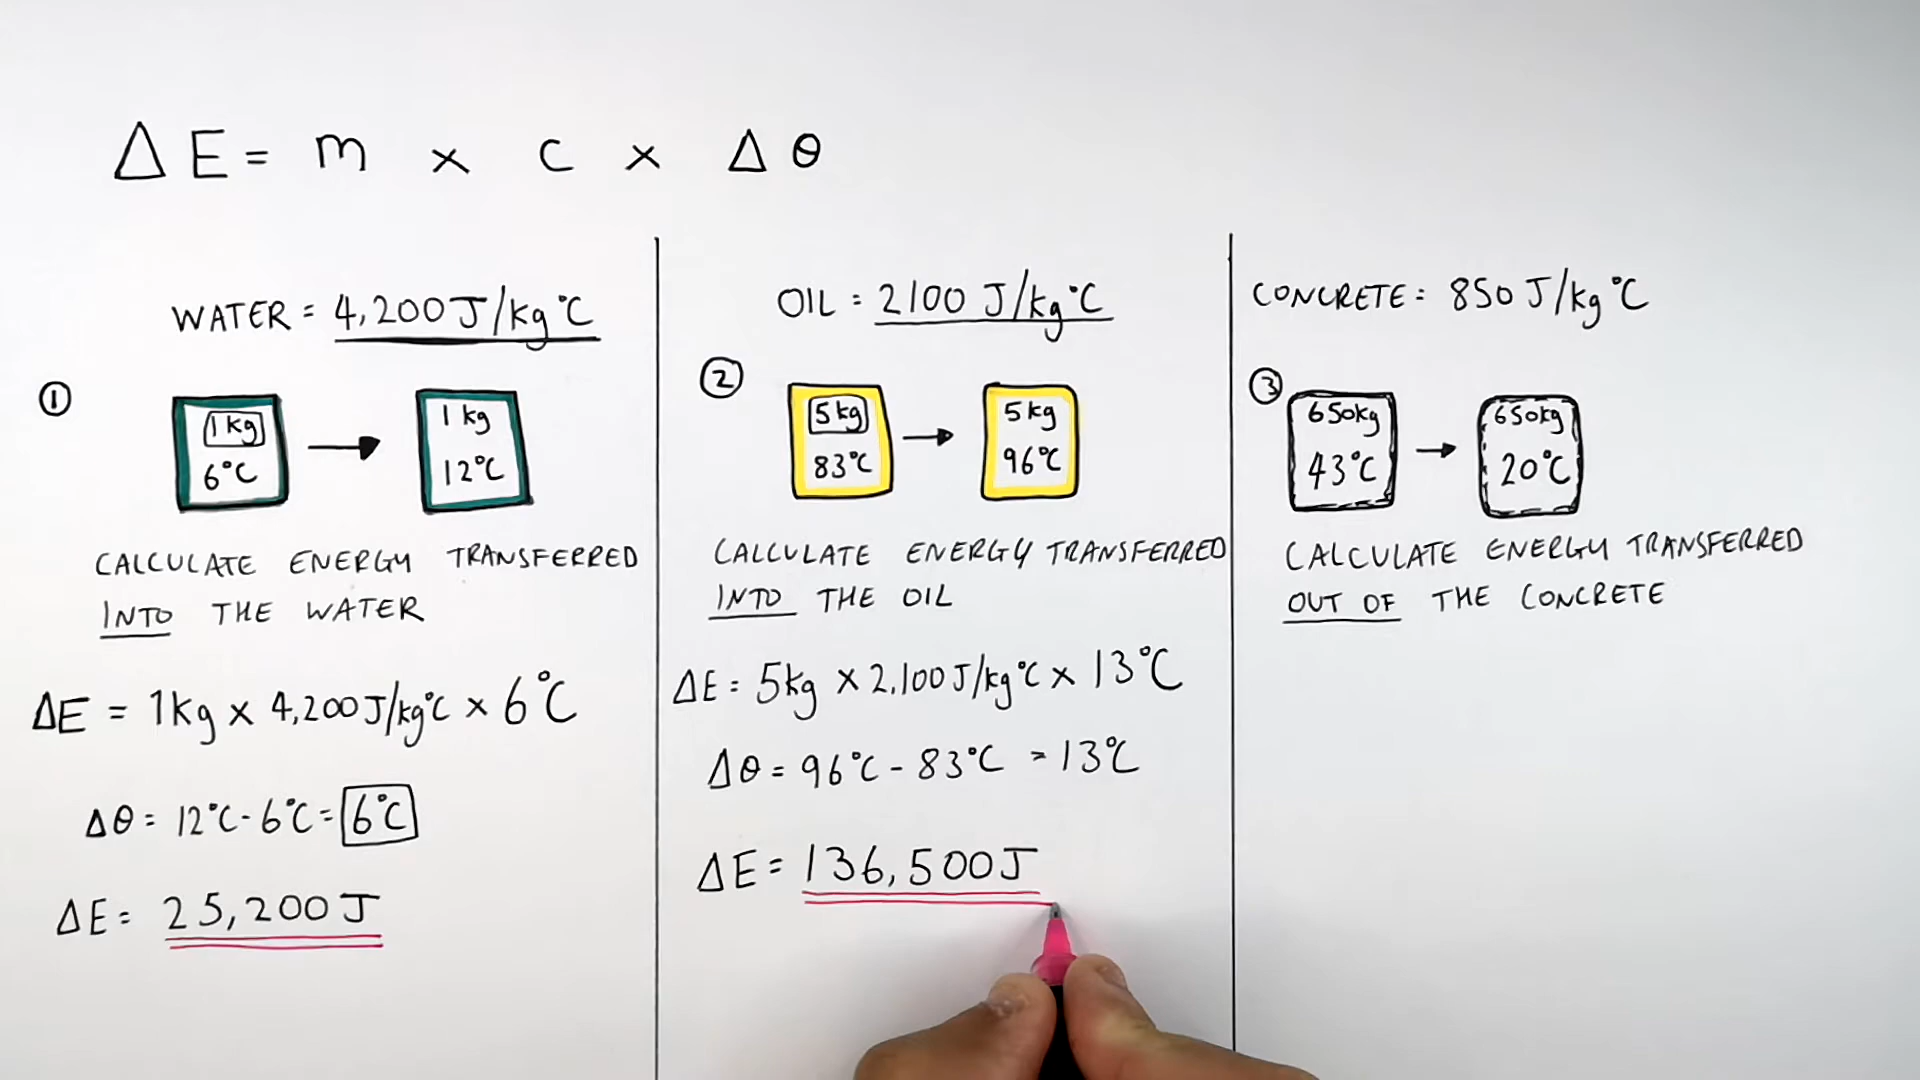 ΔE = m × c × Δθ
WATER = 4,200 J/kg°C
①
1 kg
6°C
1 kg
12°C
CALCULATE ENERGY TRANSFERRED
INTO THE WATER
ΔE = 1kg × 4,200 J/kg°C × 6°C
Δθ = 12°C - 6°C = 6°C
ΔE = 25,200 J
OIL = 2100 J/kg°C
②
5 kg
83°C
5 kg
96°C
CALCULATE ENERGY TRANSFERRED
INTO THE OIL
ΔE = 5kg × 2,100 J/kg°C × 13°C
Δθ = 96°C - 83°C = 13°C
ΔE = 136,500 J
CONCRETE = 850 J/kg°C
③
650kg
43°C
650kg
20°C
CALCULATE ENERGY TRANSFERRED
OUT OF THE CONCRETE